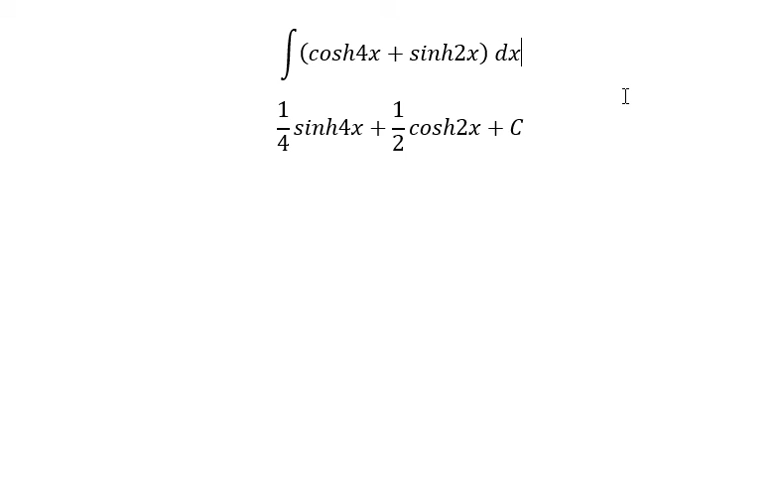 ∫(cosh4x + sinh2x) dx
1/4 sinh4x + 1/2 cosh2x + C